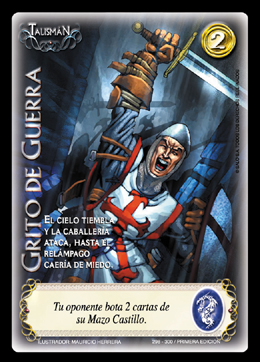 TALISMÁN
2
GRITO DE GUERRA
EL CIELO TIEMBLA
Y LA CABALLERÍA
ATACA, HASTA EL
RELÁMPAGO
CAERÍA DE MIEDO
Tu oponente bota 2 cartas de
su Mazo Castillo.
ILUSTRADOR: MAURICIO HERRERA
/ PRIMERA EDICIÓN